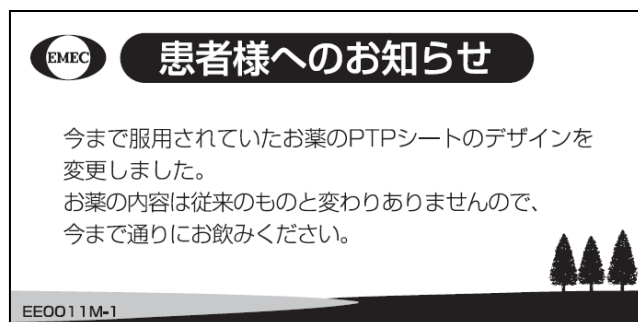 EMEC
患者様へのお知らせ
今まで服用されていたお薬のPTPシートのデザインを
変更しました。
お薬の内容は従来のものと変わりありませんので、
今まで通りにお飲みください。
EE0011M-1